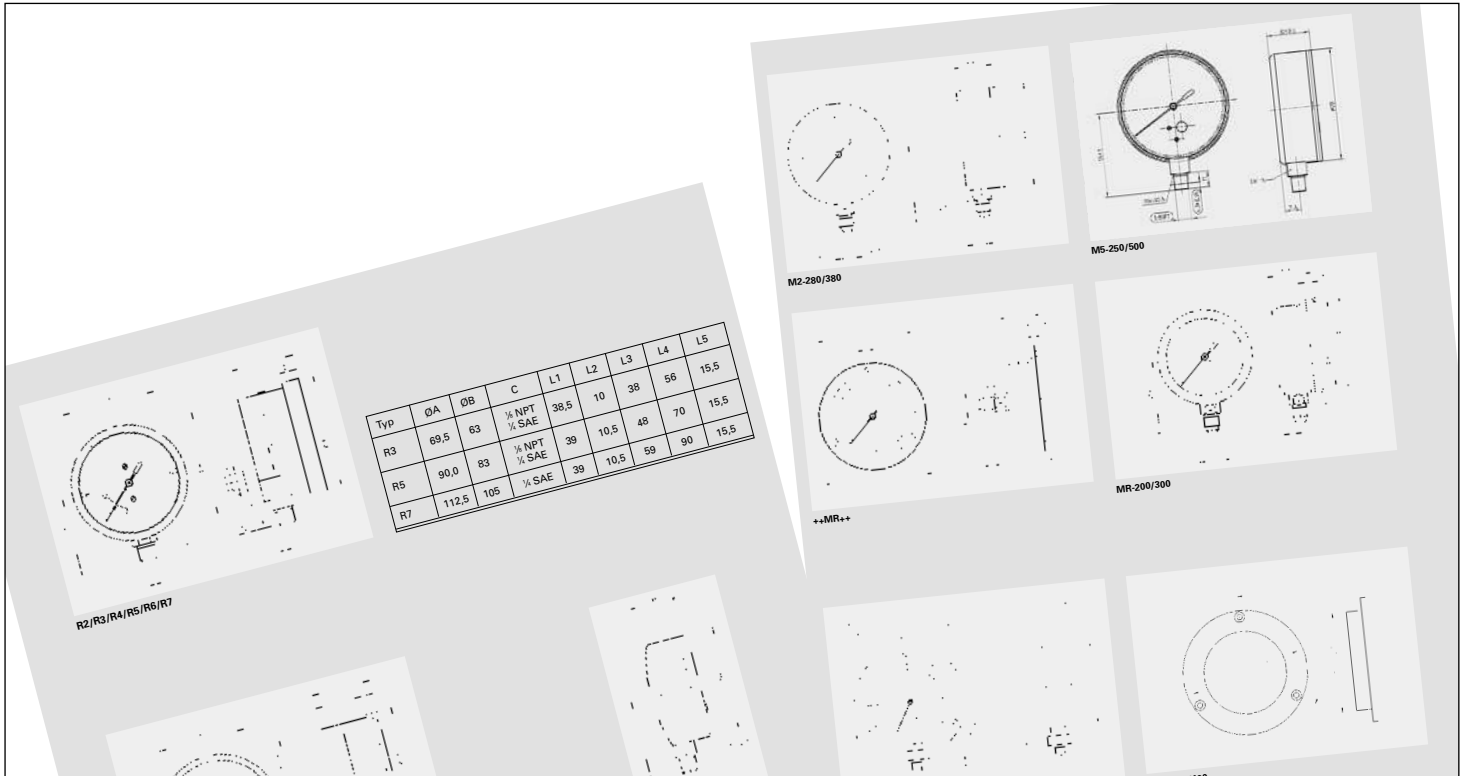 M2-280/380
M5-250/500
++MR++
MR-200/300
Typ ØA ØB C L1 L2 L3 L4 L5
R3 69,5 63 ⅛ NPT 38,5 10 38 56 15,5
¼ SAE
R5 90,0 83 ⅛ NPT 39 10,5 48 70 15,5
¼ SAE
R7 112,5 105 ¼ SAE 39 10,5 59 90 15,5
R2/R3/R4/R5/R6/R7